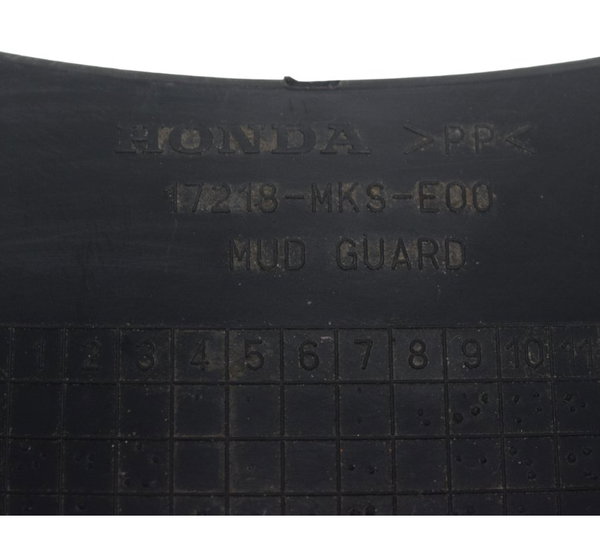 HONDA >PP<
17218-MKS-E00
MUD GUARD
1 2 3 4 5 6 7 8 9 10 11